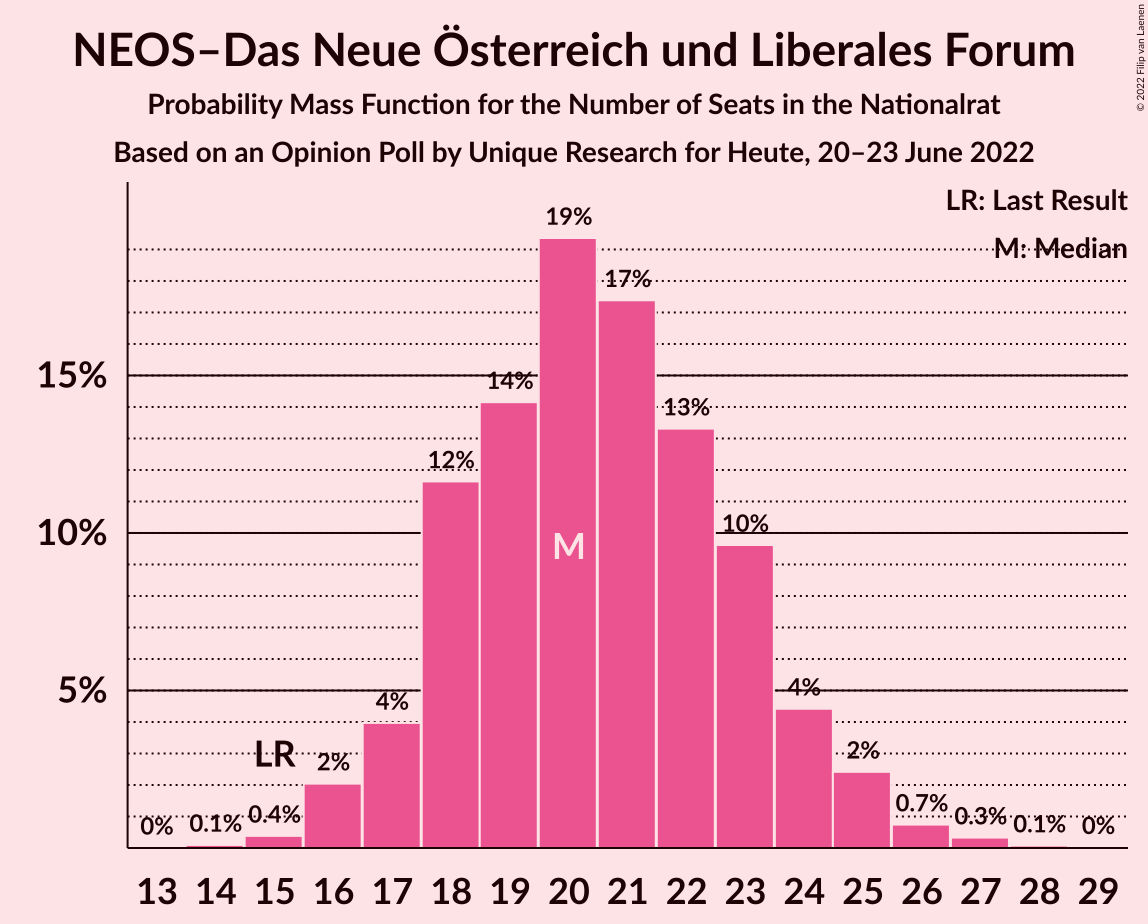 NEOS–Das Neue Österreich und Liberales Forum
Probability Mass Function for the Number of Seats in the Nationalrat
Based on an Opinion Poll by Unique Research for Heute, 20–23 June 2022
© 2022 Filip van Laenen
LR: Last Result
M: Median
19%
17%
15%
14%
13%
12%
10%
10%
M
5%
4%
4%
LR
2%
2%
0%
0.1%
0.4%
0.7%
0.3%
0.1%
0%
13 14 15 16 17 18 19 20 21 22 23 24 25 26 27 28 29